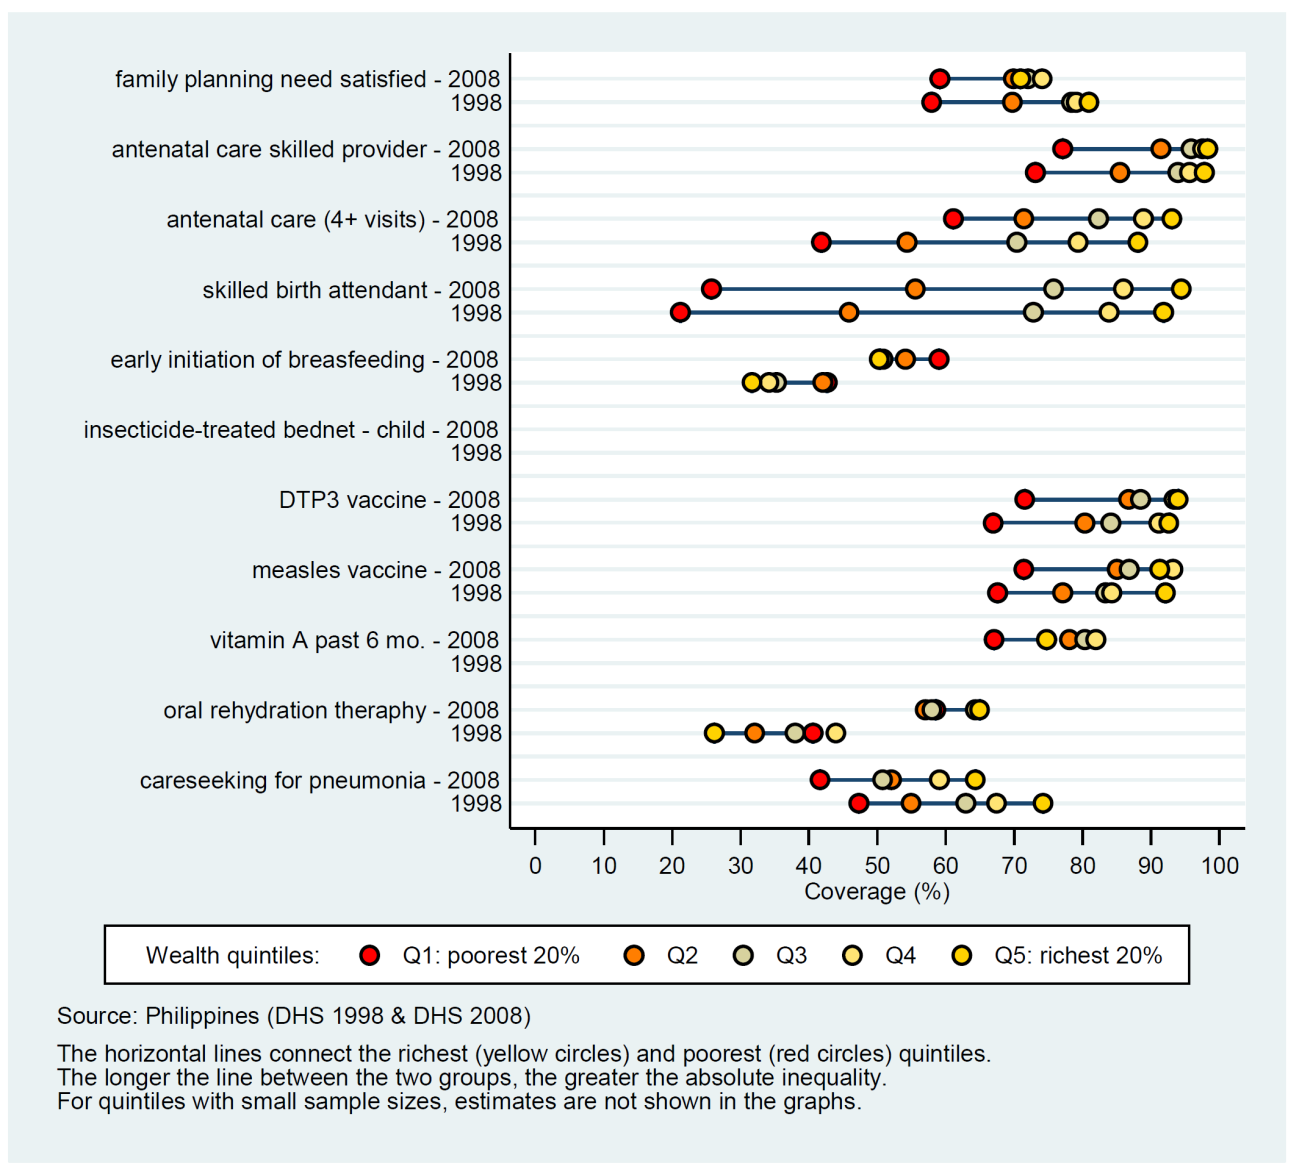 family planning need satisfied - 2008
1998
antenatal care skilled provider - 2008
1998
antenatal care (4+ visits) - 2008
1998
skilled birth attendant - 2008
1998
early initiation of breasfeeding - 2008
1998
insecticide-treated bednet - child - 2008
1998
DTP3 vaccine - 2008
1998
measles vaccine - 2008
1998
vitamin A past 6 mo. - 2008
1998
oral rehydration theraphy - 2008
1998
careseeking for pneumonia - 2008
1998
0 10 20 30 40 50 60 70 80 90 100
Coverage (%)
Wealth quintiles: Q1: poorest 20% Q2 Q3 Q4 Q5: richest 20%
Source: Philippines (DHS 1998 & DHS 2008)
The horizontal lines connect the richest (yellow circles) and poorest (red circles) quintiles.
The longer the line between the two groups, the greater the absolute inequality.
For quintiles with small sample sizes, estimates are not shown in the graphs.